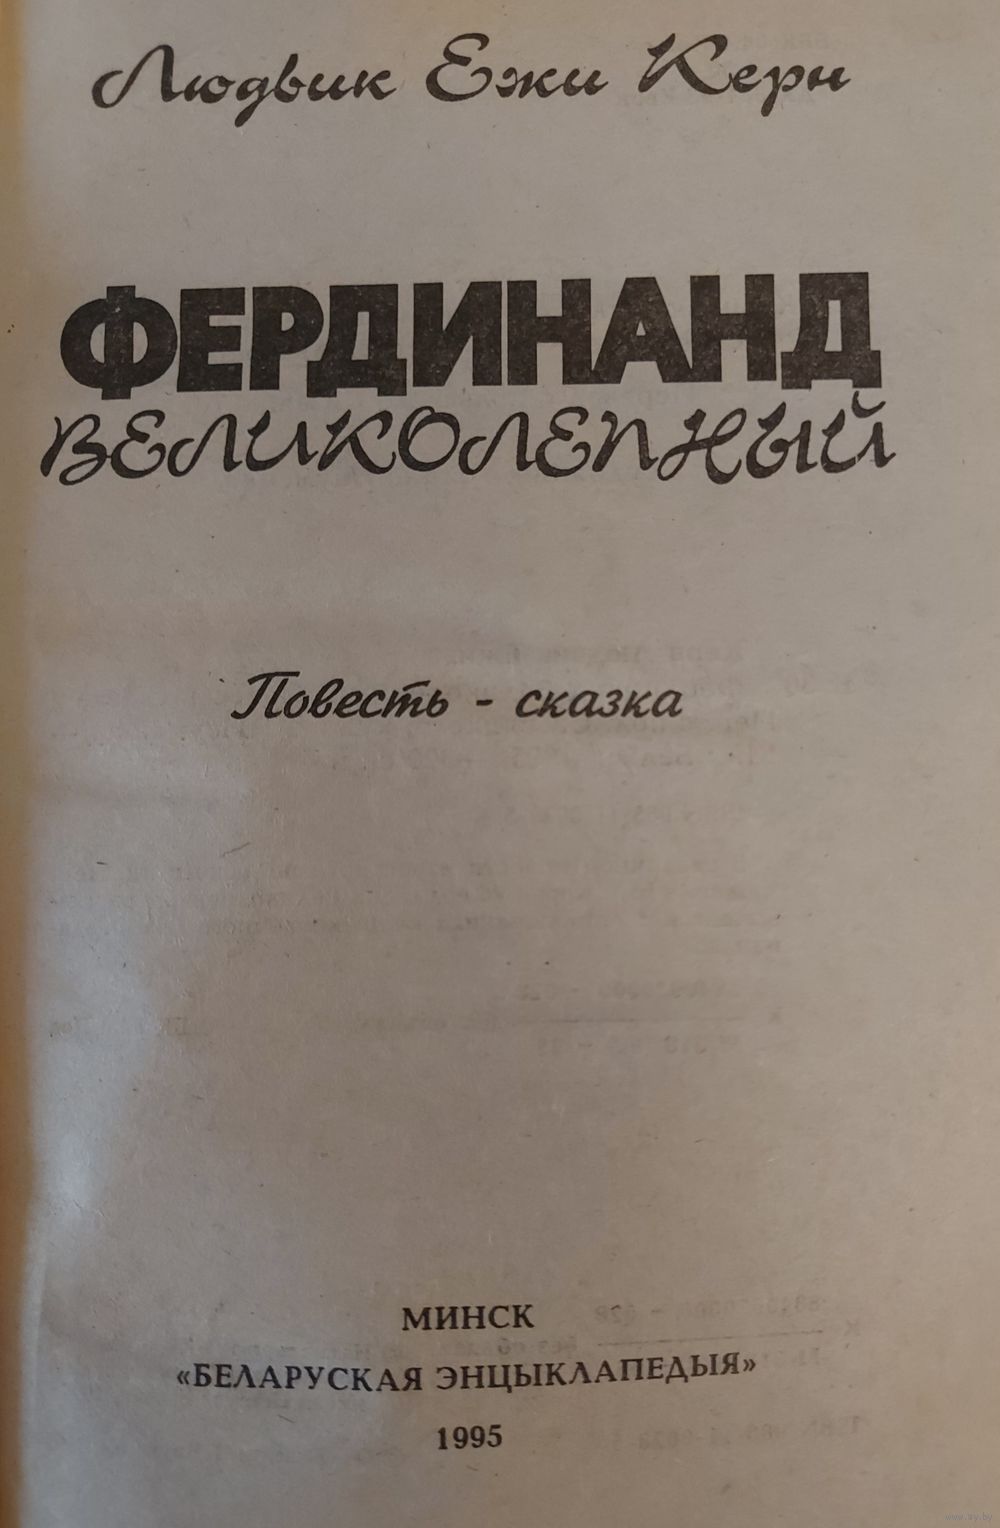 Людвик Ежи Керн
ФЕРДИНАНД
ВЕЛИКОЛЕПНЫЙ
Повесть - сказка
МИНСК
«БЕЛАРУСКАЯ ЭНЦЫКЛАПЕДЫЯ»
1995